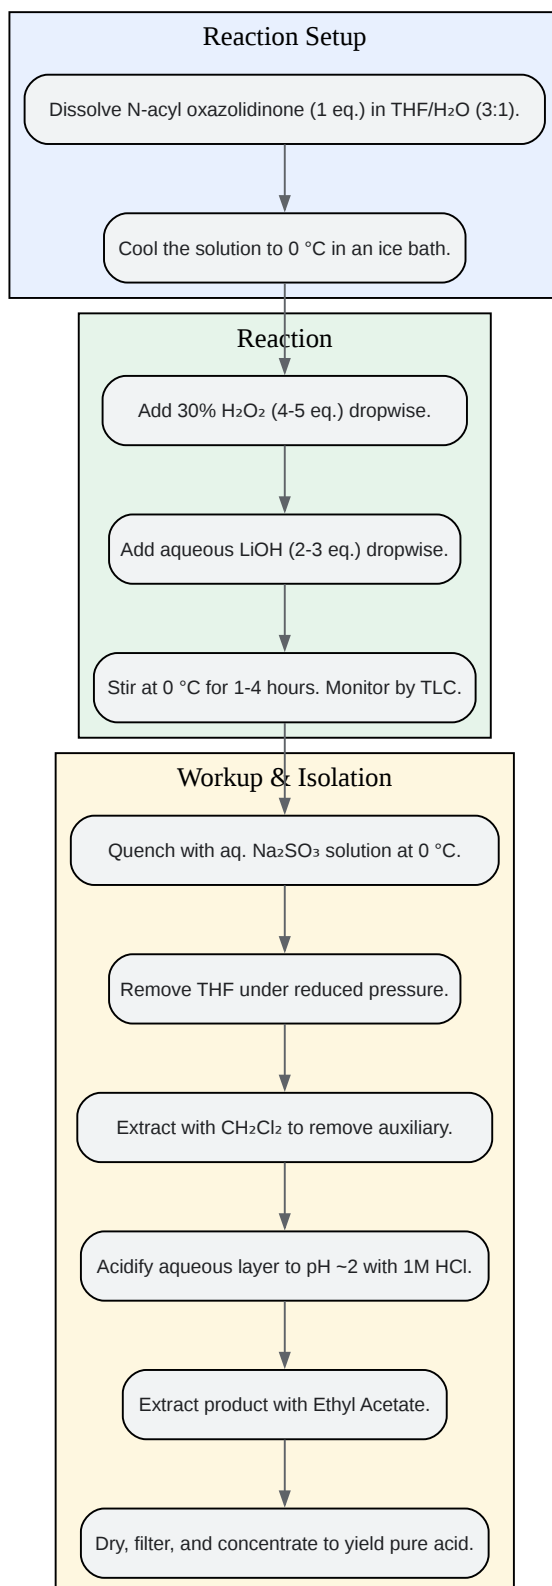 Reaction Setup
Dissolve N-acyl oxazolidinone (1 eq.) in THF/H₂O (3:1).
Cool the solution to 0 °C in an ice bath.
Reaction
Add 30% H₂O₂ (4-5 eq.) dropwise.
Add aqueous LiOH (2-3 eq.) dropwise.
Stir at 0 °C for 1-4 hours. Monitor by TLC.
Workup & Isolation
Quench with aq. Na₂SO₃ solution at 0 °C.
Remove THF under reduced pressure.
Extract with CH₂Cl₂ to remove auxiliary.
Acidify aqueous layer to pH ~2 with 1M HCl.
Extract product with Ethyl Acetate.
Dry, filter, and concentrate to yield pure acid.